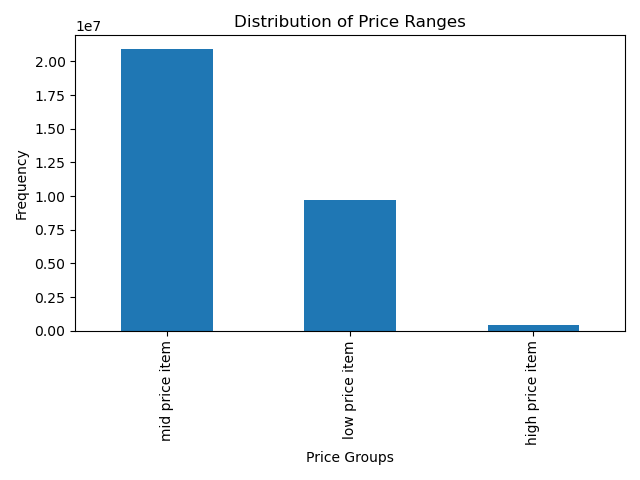 Distribution of Price Ranges
1e7
2.00
1.75
1.50
1.25
1.00
0.75
0.50
0.25
0.00
Frequency
mid price item
low price item
high price item
Price Groups